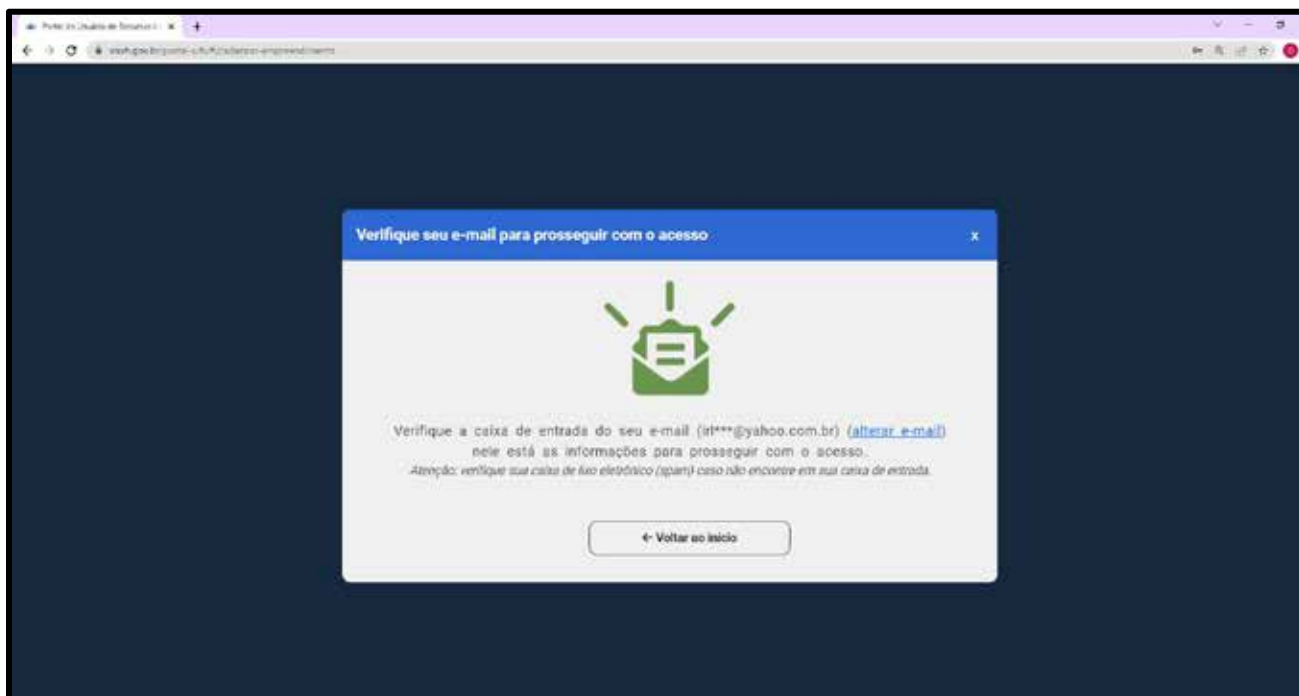 Verifique seu e-mail para prosseguir com o acesso x
Verifique a caixa de entrada do seu e-mail (irl***@yahoo.com.br) (alterar e-mail)
nele está as informações para prosseguir com o acesso.
Atenção: verifique sua caixa de lixo eletrônico (spam) caso não encontre em sua caixa de entrada.
← Voltar ao início